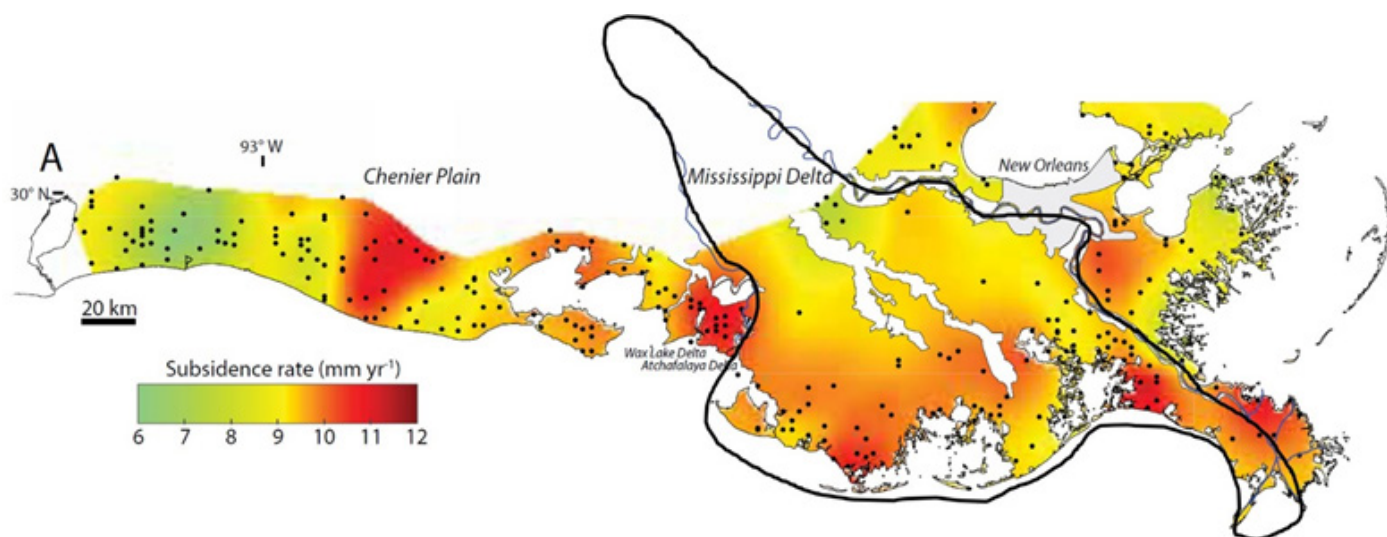 A
93° W
30° N
Chenier Plain
Mississippi Delta
New Orleans
20 km
Wax Lake Delta
Atchafalaya Delta
Subsidence rate (mm yr⁻¹)
6 7 8 9 10 11 12